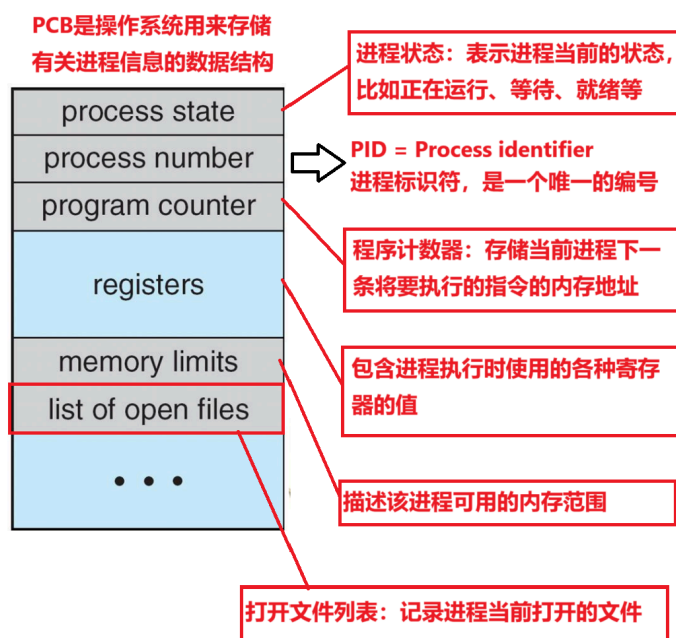 PCB是操作系统用来存储
有关进程信息的数据结构
process state
process number
program counter
registers
memory limits
list of open files
• • •
进程状态：表示进程当前的状态，
比如正在运行、等待、就绪等
PID = Process identifier
进程标识符，是一个唯一的编号
程序计数器：存储当前进程下一
条将要执行的指令的内存地址
包含进程执行时使用的各种寄存
器的值
描述该进程可用的内存范围
打开文件列表：记录进程当前打开的文件